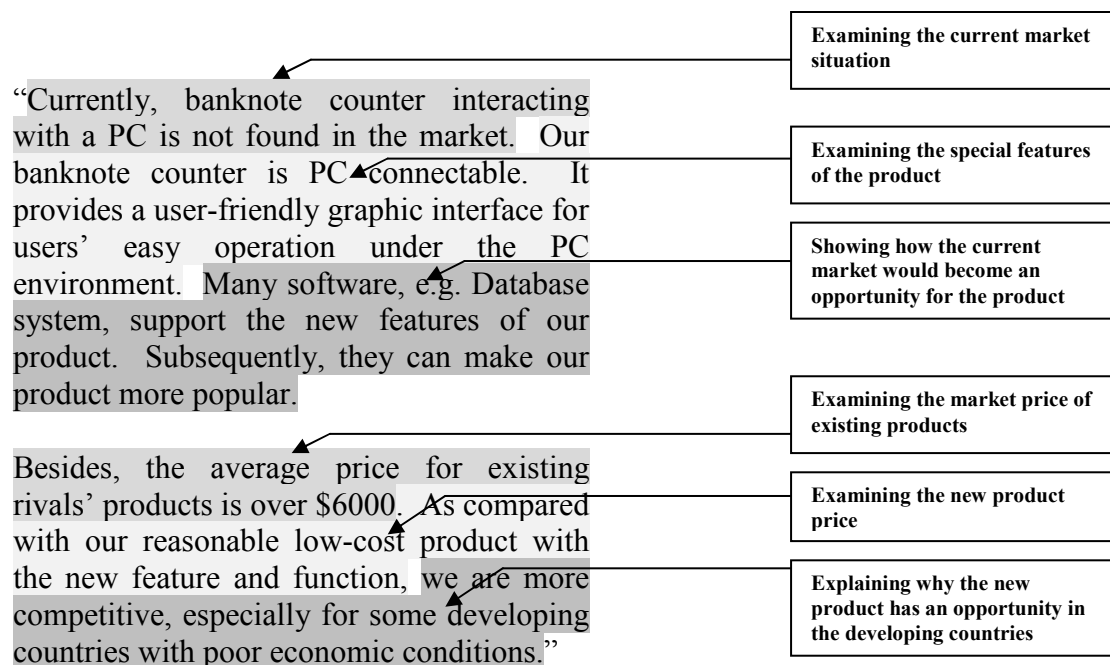 “Currently, banknote counter interacting
with a PC is not found in the market. Our
banknote counter is PC connectable. It
provides a user-friendly graphic interface for
users’ easy operation under the PC
environment. Many software, e.g. Database
system, support the new features of our
product. Subsequently, they can make our
product more popular.
Besides, the average price for existing
rivals’ products is over $6000. As compared
with our reasonable low-cost product with
the new feature and function, we are more
competitive, especially for some developing
countries with poor economic conditions.”
Examining the current market
situation
Examining the special features
of the product
Showing how the current
market would become an
opportunity for the product
Examining the market price of
existing products
Examining the new product
price
Explaining why the new
product has an opportunity in
the developing countries